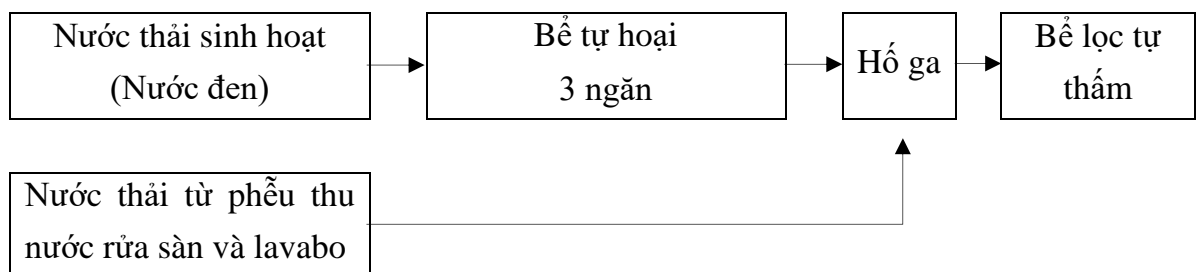 Nước thải sinh hoạt
(Nước đen)
Bể tự hoại
3 ngăn
Hố ga
Bể lọc tự
thấm
Nước thải từ phễu thu
nước rửa sàn và lavabo